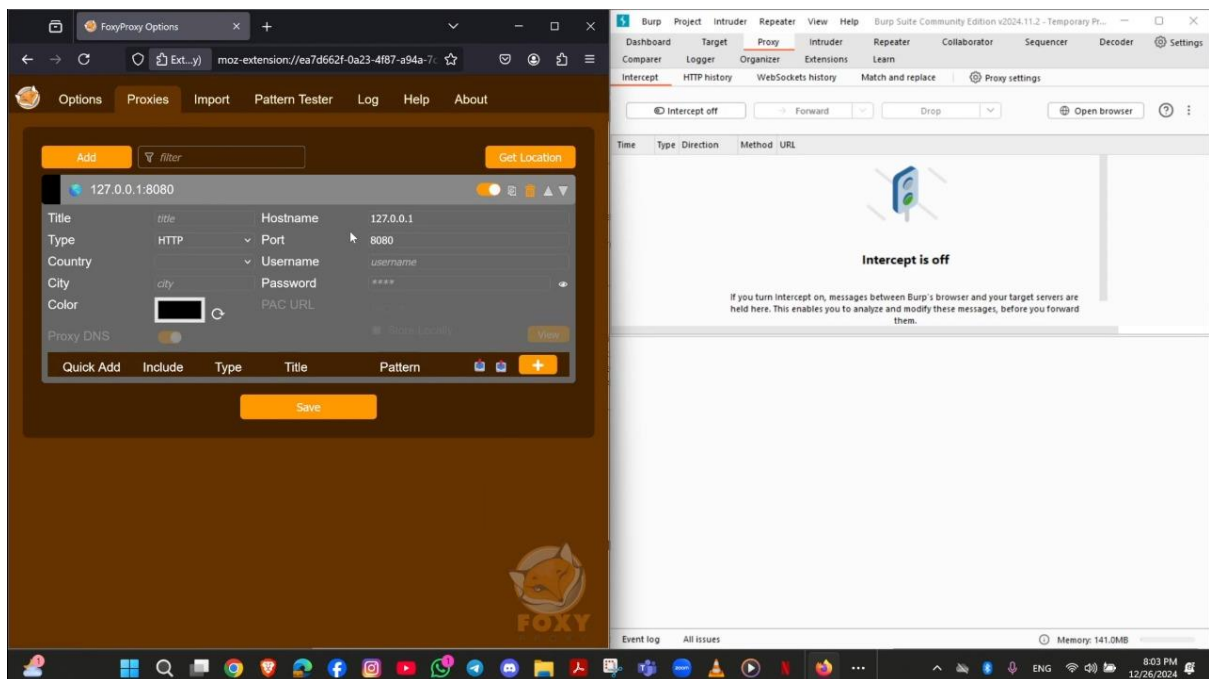 FoxyProxy Options
Ext...y)
moz-extension://ea7d662f-0a23-4f87-a94a-7c
Options Proxies Import Pattern Tester Log Help About
Add filter Get Location
127.0.0.1:8080
Title title Hostname 127.0.0.1
Type HTTP Port 8080
Country Username username
City city Password ****
Color PAC URL
Proxy DNS View
Quick Add Include Type Title Pattern +
Save
FOXY
Burp Project Intruder Repeater View Help Burp Suite Community Edition v2024.11.2 - Temporary Pr...
Dashboard Target Proxy Intruder Repeater Collaborator Sequencer Decoder Settings
Comparer Logger Organizer Extensions Learn
Intercept HTTP history WebSockets history Match and replace Proxy settings
Intercept off Forward Drop Open browser
Time Type Direction Method URL
Intercept is off
If you turn Intercept on, messages between Burp's browser and your target servers are
held here. This enables you to analyze and modify these messages, before you forward
them.
Event log All issues Memory: 141.0MB
ENG 8:03 PM
12/26/2024